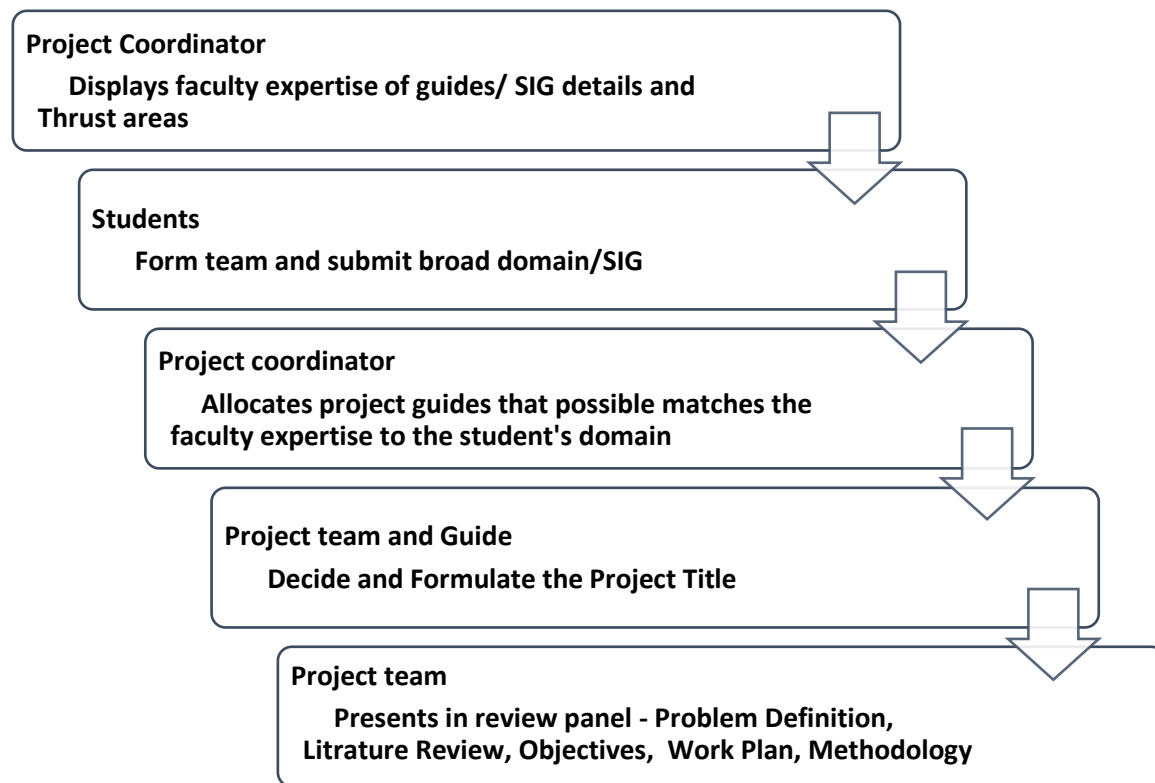 Project Coordinator
Displays faculty expertise of guides/ SIG details and
Thrust areas
Students
Form team and submit broad domain/SIG
Project coordinator
Allocates project guides that possible matches the
faculty expertise to the student's domain
Project team and Guide
Decide and Formulate the Project Title
Project team
Presents in review panel - Problem Definition,
Litrature Review, Objectives, Work Plan, Methodology